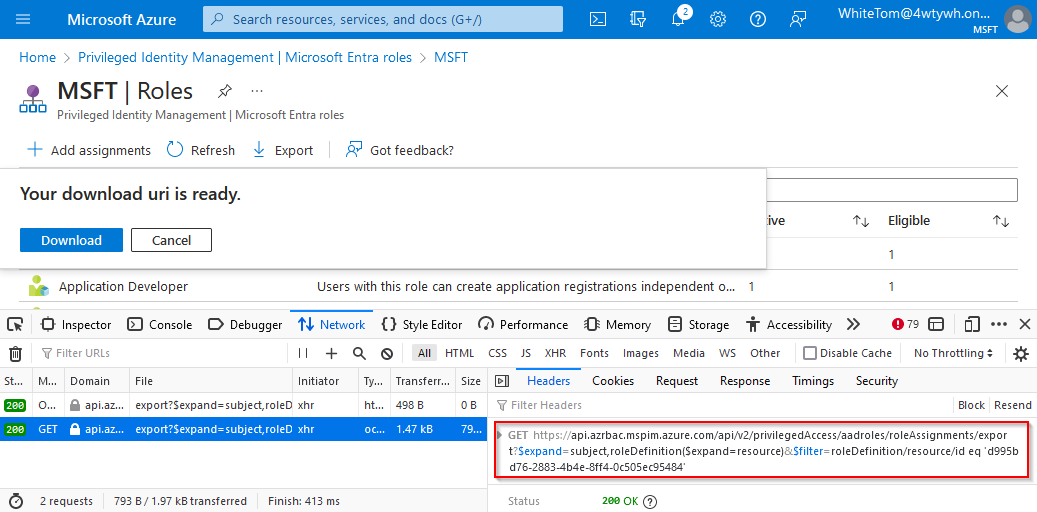 Microsoft Azure
Search resources, services, and docs (G+/)
2
WhiteTom@4wtywh.on...
MSFT
Home > Privileged Identity Management | Microsoft Entra roles > MSFT
MSFT | Roles
...
Privileged Identity Management | Microsoft Entra roles
Add assignments Refresh Export Got feedback?
Your download uri is ready.
Download Cancel
tive Eligible
1
Application Developer Users with this role can create application registrations independent o... 1 1
Inspector Console Debugger Network Style Editor Performance Memory Storage Accessibility 79
Filter URLs All HTML CSS JS XHR Fonts Images Media WS Other Disable Cache No Throttling
St... M... Domain File Initiator Ty... Transferr... Size Headers Cookies Request Response Timings Security
200 O... api.az... export?$expand=subject,roleD xhr ht... 498 B 0 B Filter Headers Block Resend
200 GET api.az... export?$expand=subject,roleD xhr oc... 1.47 kB 79...
GET https://api.azrbac.mspim.azure.com/api/v2/privilegedAccess/aadroles/roleAssignments/expor
t?$expand=subject,roleDefinition($expand=resource)&$filter=roleDefinition/resource/id eq 'd995b
d76-2883-4b4e-8ff4-0c505ec95484'
2 requests 793 B / 1.97 kB transferred Finish: 413 ms Status 200 OK